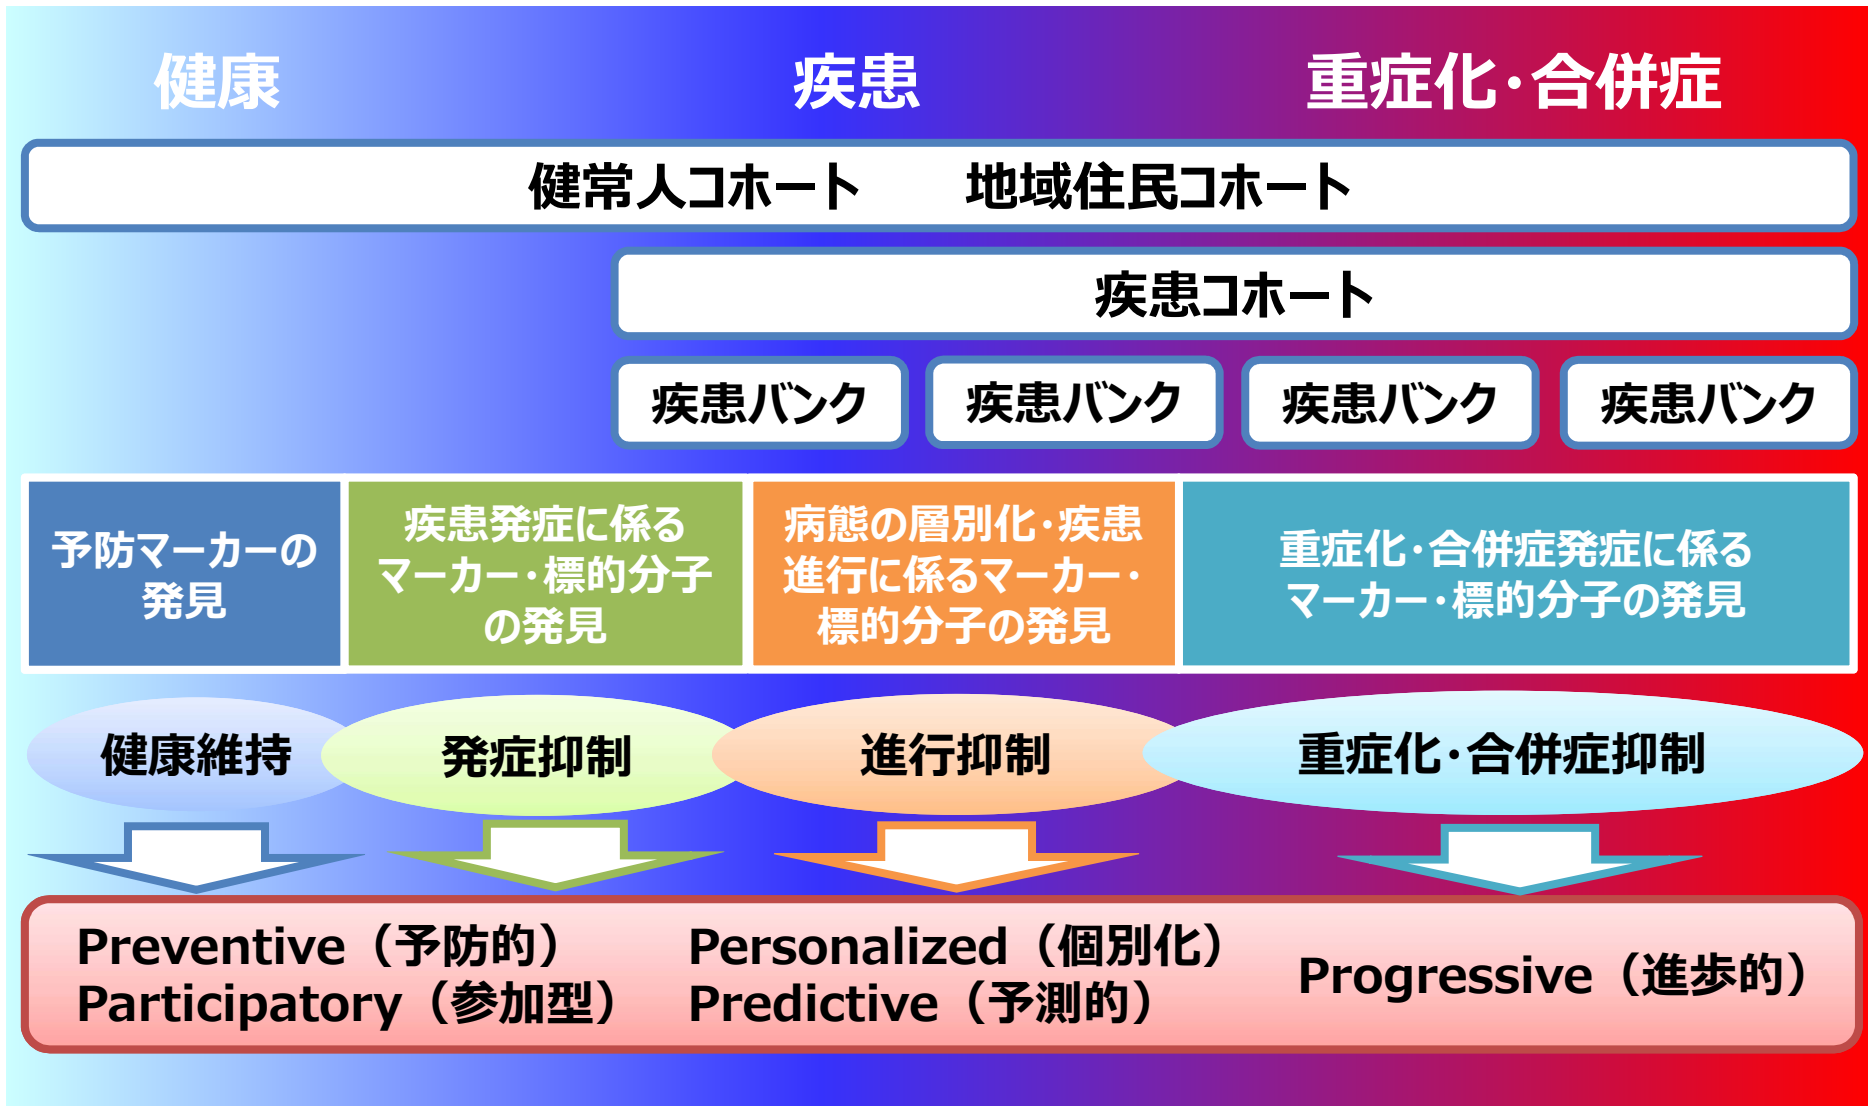 健康
疾患
重症化・合併症
健常人コホート　　地域住民コホート
疾患コホート
疾患バンク
疾患バンク
疾患バンク
疾患バンク
予防マーカーの
発見
疾患発症に係る
マーカー・標的分子
の発見
病態の層別化・疾患
進行に係るマーカー・
標的分子の発見
重症化・合併症発症に係る
マーカー・標的分子の発見
健康維持
発症抑制
進行抑制
重症化・合併症抑制
Preventive（予防的）
Participatory（参加型）
Personalized（個別化）
Predictive（予測的）
Progressive（進歩的）